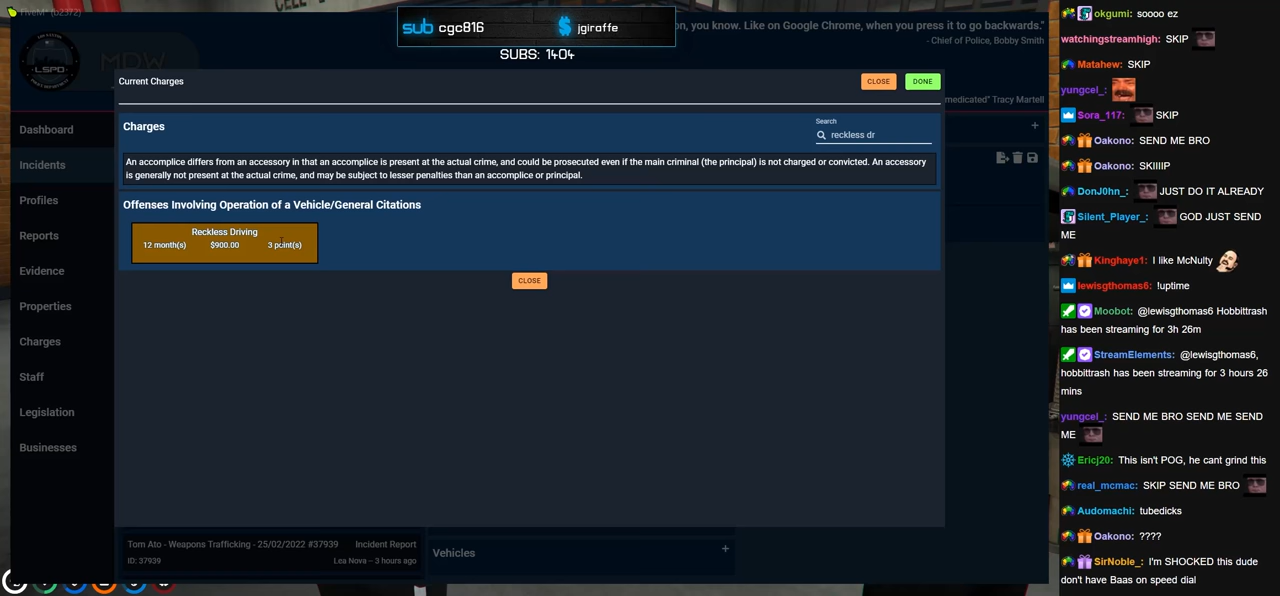 FiveM® (b2372)
CELL
sub cgc816
jgiraffe
SUBS: 1404
on, you know. Like on Google Chrome, when you press it to go backwards."
- Chief of Police, Bobby Smith
LSPD
MDW
medicated" Tracy Martell
Dashboard
Incidents
Profiles
Reports
Evidence
Properties
Charges
Staff
Legislation
Businesses
Current Charges
CLOSE
DONE
Charges
Search
reckless dr
An accomplice differs from an accessory in that an accomplice is present at the actual crime, and could be prosecuted even if the main criminal (the principal) is not charged or convicted. An accessory
is generally not present at the actual crime, and may be subject to lesser penalties than an accomplice or principal.
Offenses Involving Operation of a Vehicle/General Citations
Reckless Driving
12 month(s) $900.00 3 point(s)
CLOSE
Tom Ato - Weapons Trafficking - 25/02/2022 #37939 Incident Report
ID: 37939 Lea Nova – 3 hours ago
Vehicles
okgumi: soooo ez
watchingstreamhigh: SKIP
Matahew: SKIP
yungcel_:
$ora_117: SKIP
Oakono: SEND ME BRO
Oakono: SKIIIIP
DonJ0hn_: JUST DO IT ALREADY
Silent_Player_: GOD JUST SEND
ME
Kinghaye1: I like McNulty
lewisgthomas6: !uptime
Moobot: @lewisgthomas6 Hobbittrash
has been streaming for 3h 26m
StreamElements: @lewisgthomas6,
hobbittrash has been streaming for 3 hours 26
mins
yungcel_: SEND ME BRO SEND ME SEND
ME
Ericj20: This isn't POG, he cant grind this
real_mcmac: SKIP SEND ME BRO
Audomachi: tubedicks
Oakono: ????
SirNoble_: I'm SHOCKED this dude
don't have Baas on speed dial